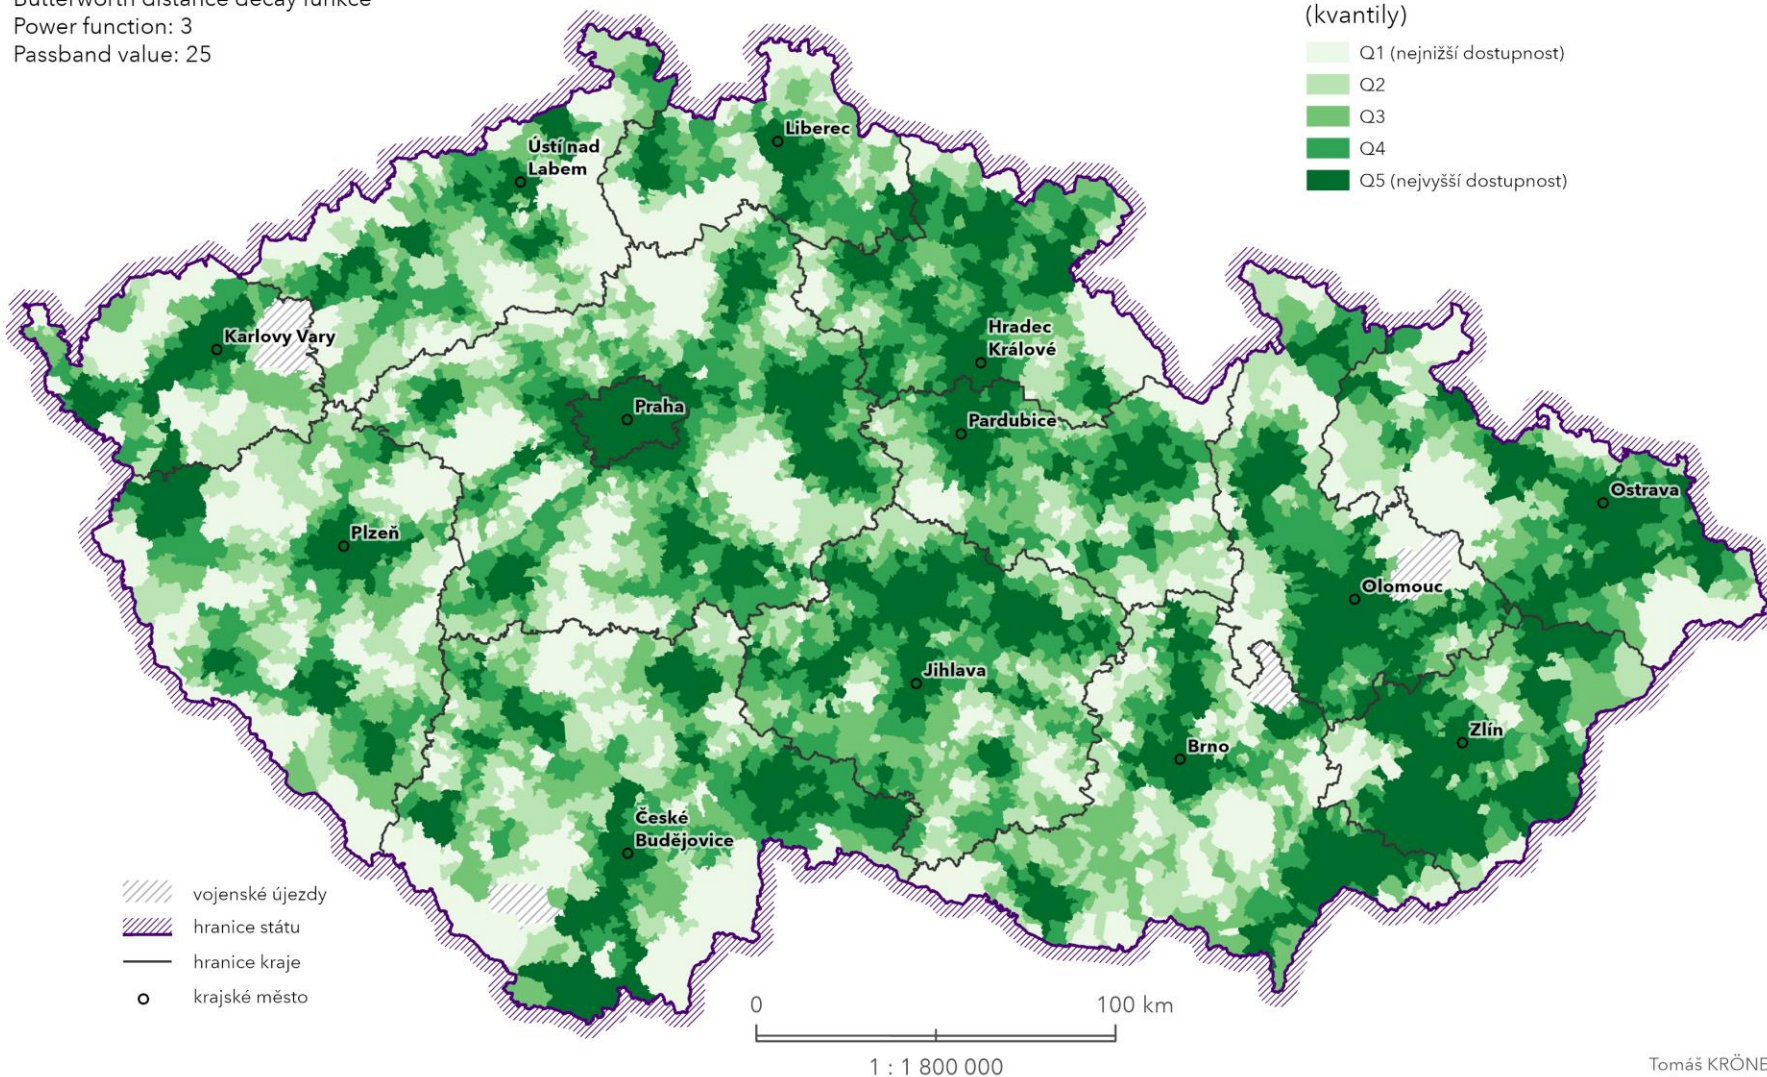 Butterworth distance decay funkce
Power function: 3
Passband value: 25
(kvantily)
Q1 (nejnižší dostupnost)
Q2
Q3
Q4
Q5 (nejvyšší dostupnost)
Liberec
Ústí nad
Labem
Karlovy Vary
Hradec
Králové
Praha
Pardubice
Ostrava
Plzeň
Olomouc
Jihlava
Zlín
Brno
České
Budějovice
vojenské újezdy
hranice státu
hranice kraje
krajské město
0 100 km
1 : 1 800 000
Tomáš KRÖNE